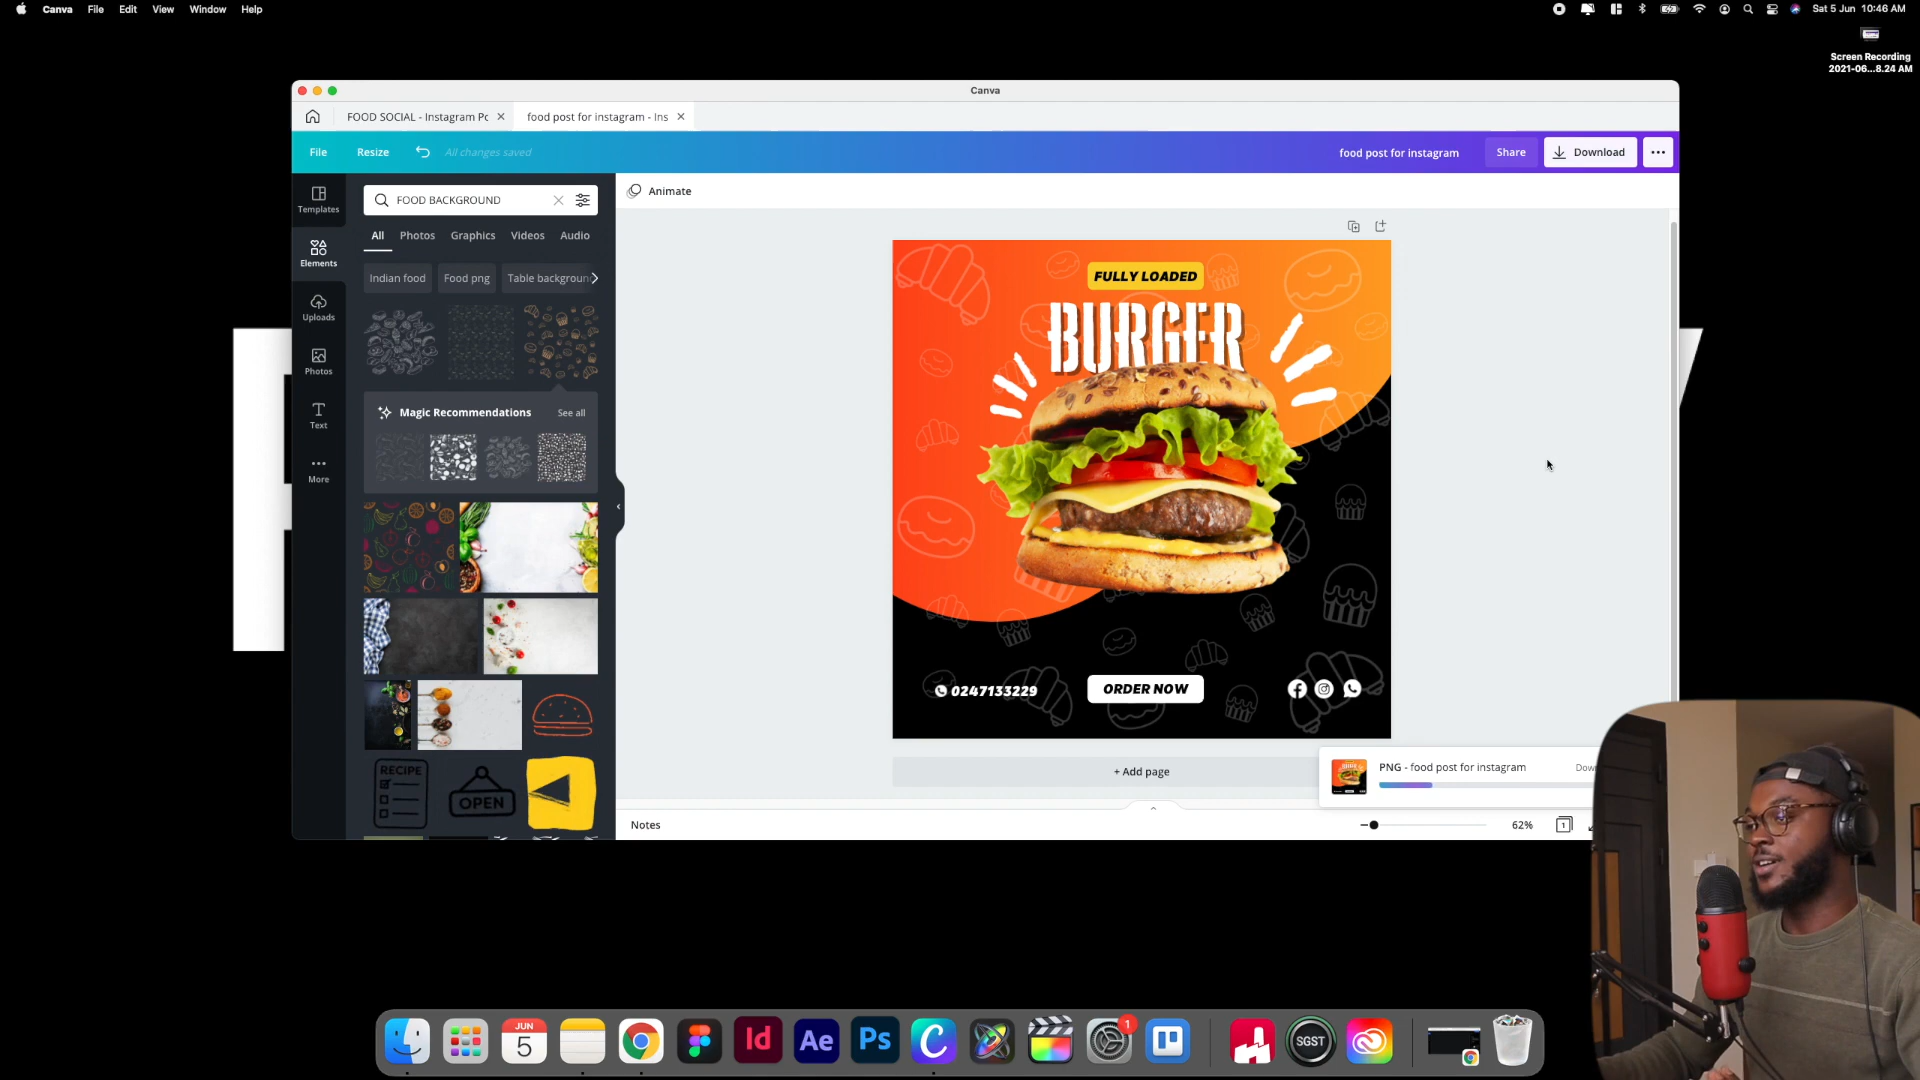 Canva File Edit View Window Help
Sat 5 Jun 10:46 AM
Screen Recording
2021-06...8.24 AM
Canva
FOOD SOCIAL - Instagram Pc
food post for instagram - Ins
File Resize All changes saved
food post for instagram Share Download
Templates
Elements
Uploads
Photos
Text
More
FOOD BACKGROUND
All Photos Graphics Videos Audio
Indian food Food png Table backgroun
Magic Recommendations See all
RECIPE
OPEN
Animate
FULLY LOADED
BURGER
0247133229
ORDER NOW
+ Add page
PNG - food post for instagram Dow
Notes
62%
1
JUN
5
Id
Ae
Ps
C
1
SGST